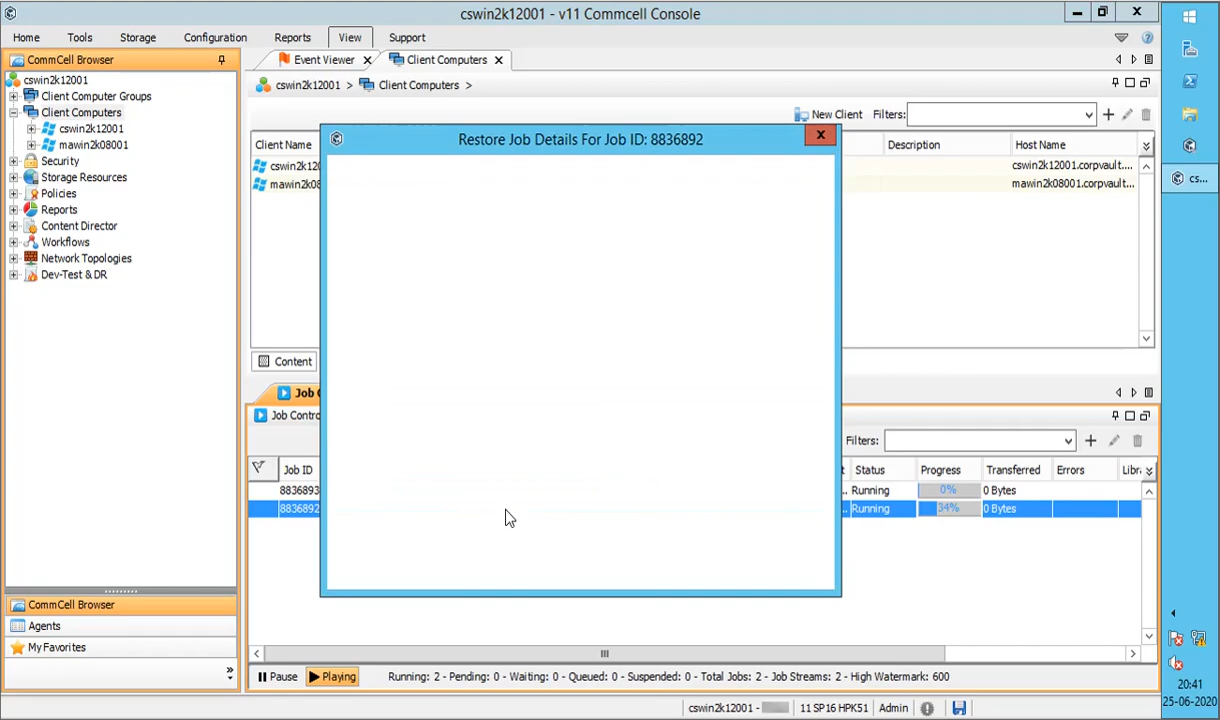 cswin2k12001 - v11 Commcell Console
Home Tools Storage Configuration Reports View Support
CommCell Browser
Event Viewer
Client Computers
cswin2k12001
Client Computer Groups
Client Computers
cswin2k12001
mawin2k08001
Security
Storage Resources
Policies
Reports
Content Director
Workflows
Network Topologies
Dev-Test & DR
cswin2k12001 > Client Computers >
New Client Filters:
Client Name Description Host Name
cswin2k12 cswin2k12001.corpvault....
mawin2k08 mawin2k08001.corpvault...
Restore Job Details For Job ID: 8836892
Content
Job C
Job Contro
Filters:
Job ID Status Progress Transferred Errors Libra
8836893 ... Running 0% 0 Bytes
8836892 ... Running 34% 0 Bytes
CommCell Browser
Agents
My Favorites
Pause Playing Running: 2 - Pending: 0 - Waiting: 0 - Queued: 0 - Suspended: 0 - Total Jobs: 2 - Job Streams: 2 - High Watermark: 600
cswin2k12001 - 11 SP16 HPK51 Admin
cs...
20:41
25-06-2020